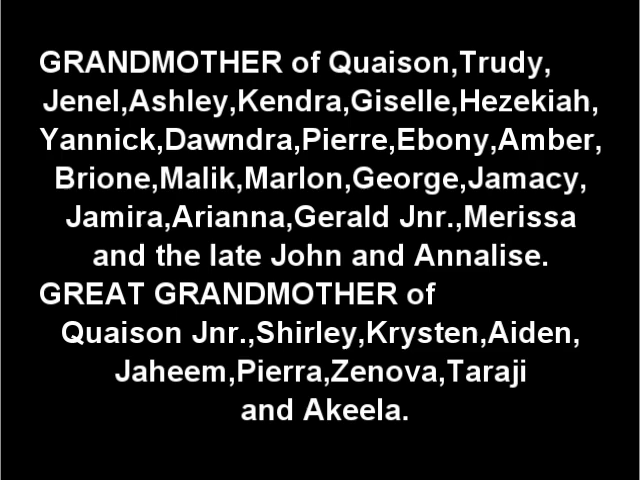 GRANDMOTHER of Quaison,Trudy,
Jenel,Ashley,Kendra,Giselle,Hezekiah,
Yannick,Dawndra,Pierre,Ebony,Amber,
Brione,Malik,Marlon,George,Jamacy,
Jamira,Arianna,Gerald Jnr.,Merissa
and the late John and Annalise.
GREAT GRANDMOTHER of
Quaison Jnr.,Shirley,Krysten,Aiden,
Jaheem,Pierra,Zenova,Taraji
and Akeela.